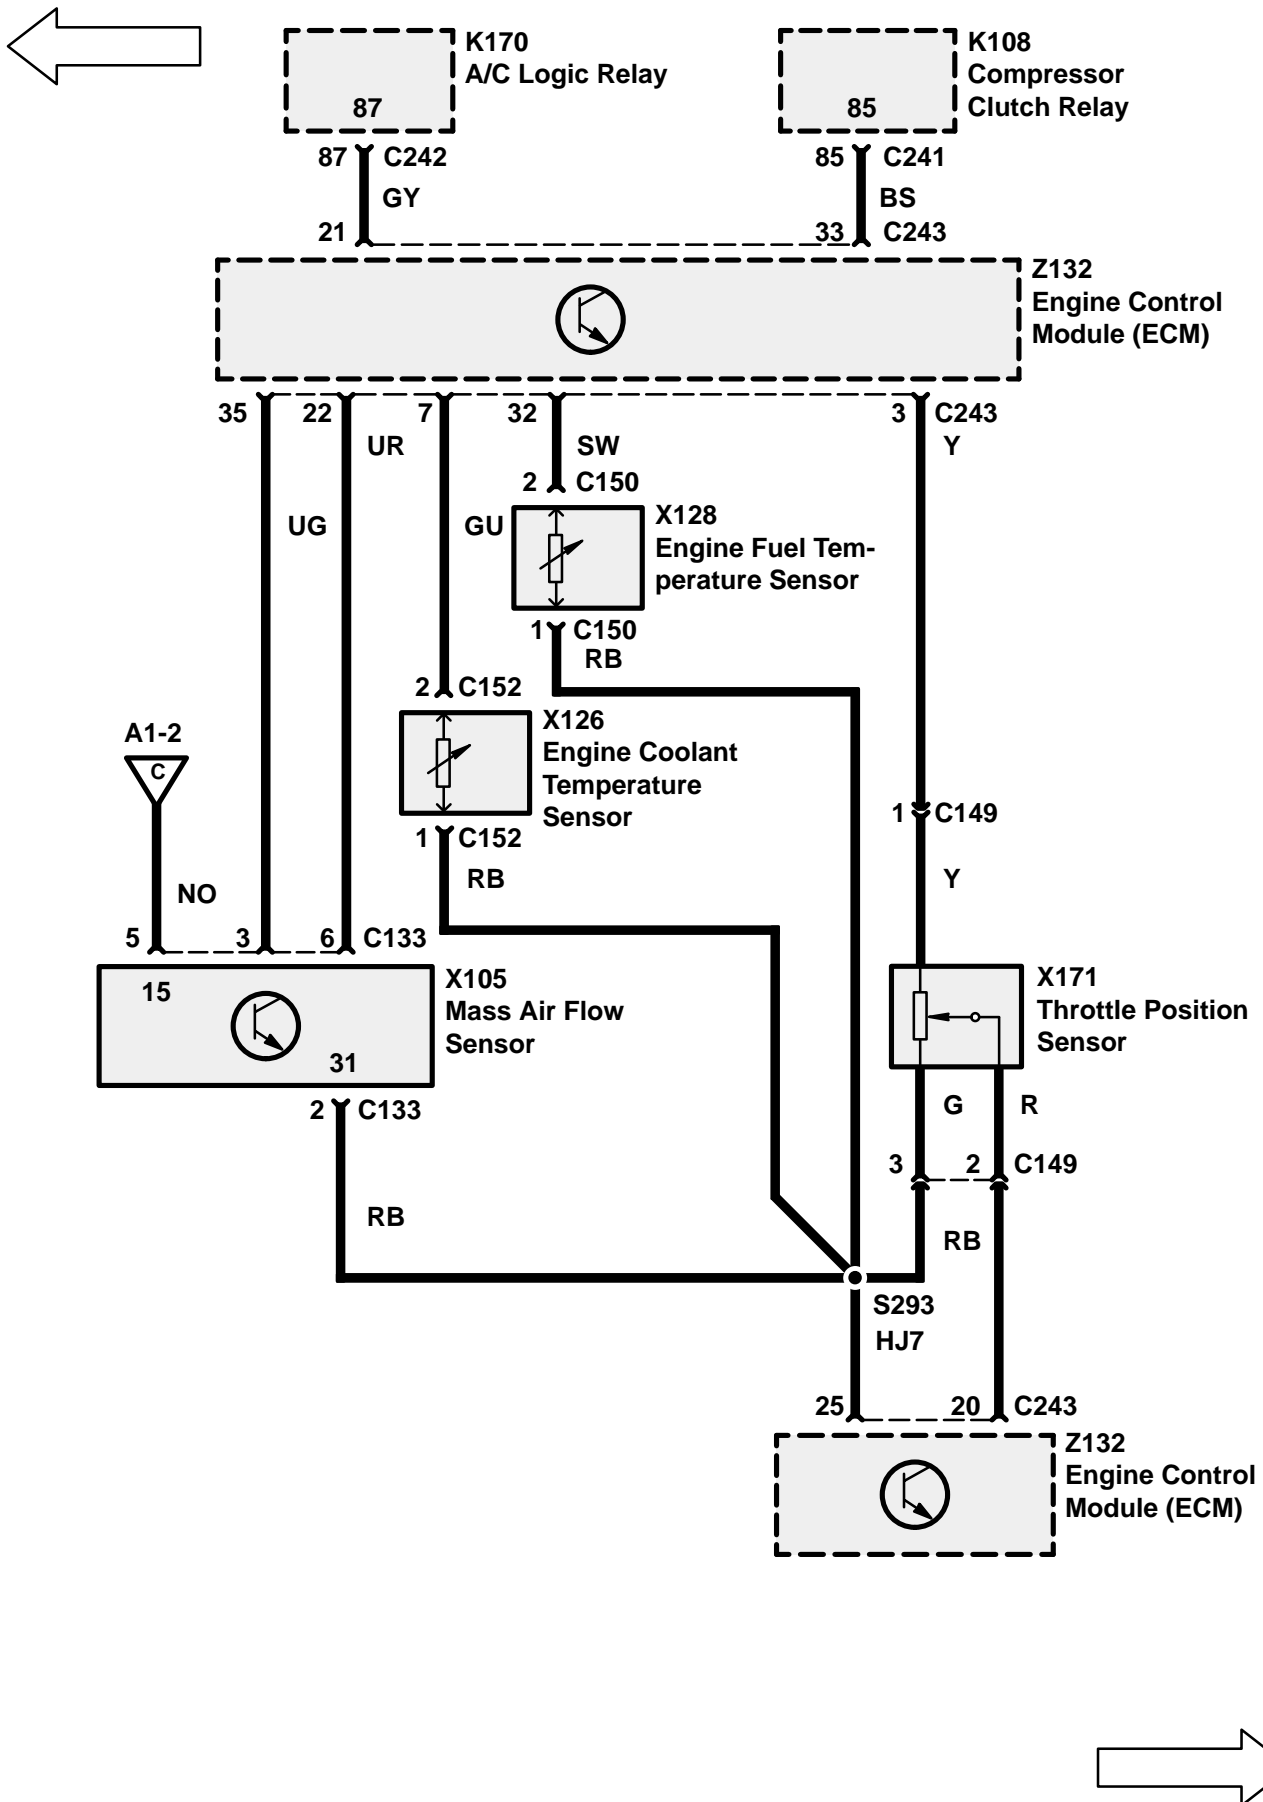 K170
A/C Logic Relay
87
K108
Compressor
Clutch Relay
85
87 C242
85 C241
GY
BS
21
33 C243
Z132
Engine Control
Module (ECM)
35 22 7 32 3 C243
UR
SW
Y
2 C150
UG
GU
X128
Engine Fuel Tem-
perature Sensor
1 C150
RB
2 C152
X126
Engine Coolant
Temperature
Sensor
A1-2
C
1 C149
1 C152
RB
Y
NO
5 3 6 C133
X105
Mass Air Flow
Sensor
15
31
X171
Throttle Position
Sensor
2 C133
G R
3 2 C149
RB
RB
S293
HJ7
25 20 C243
Z132
Engine Control
Module (ECM)